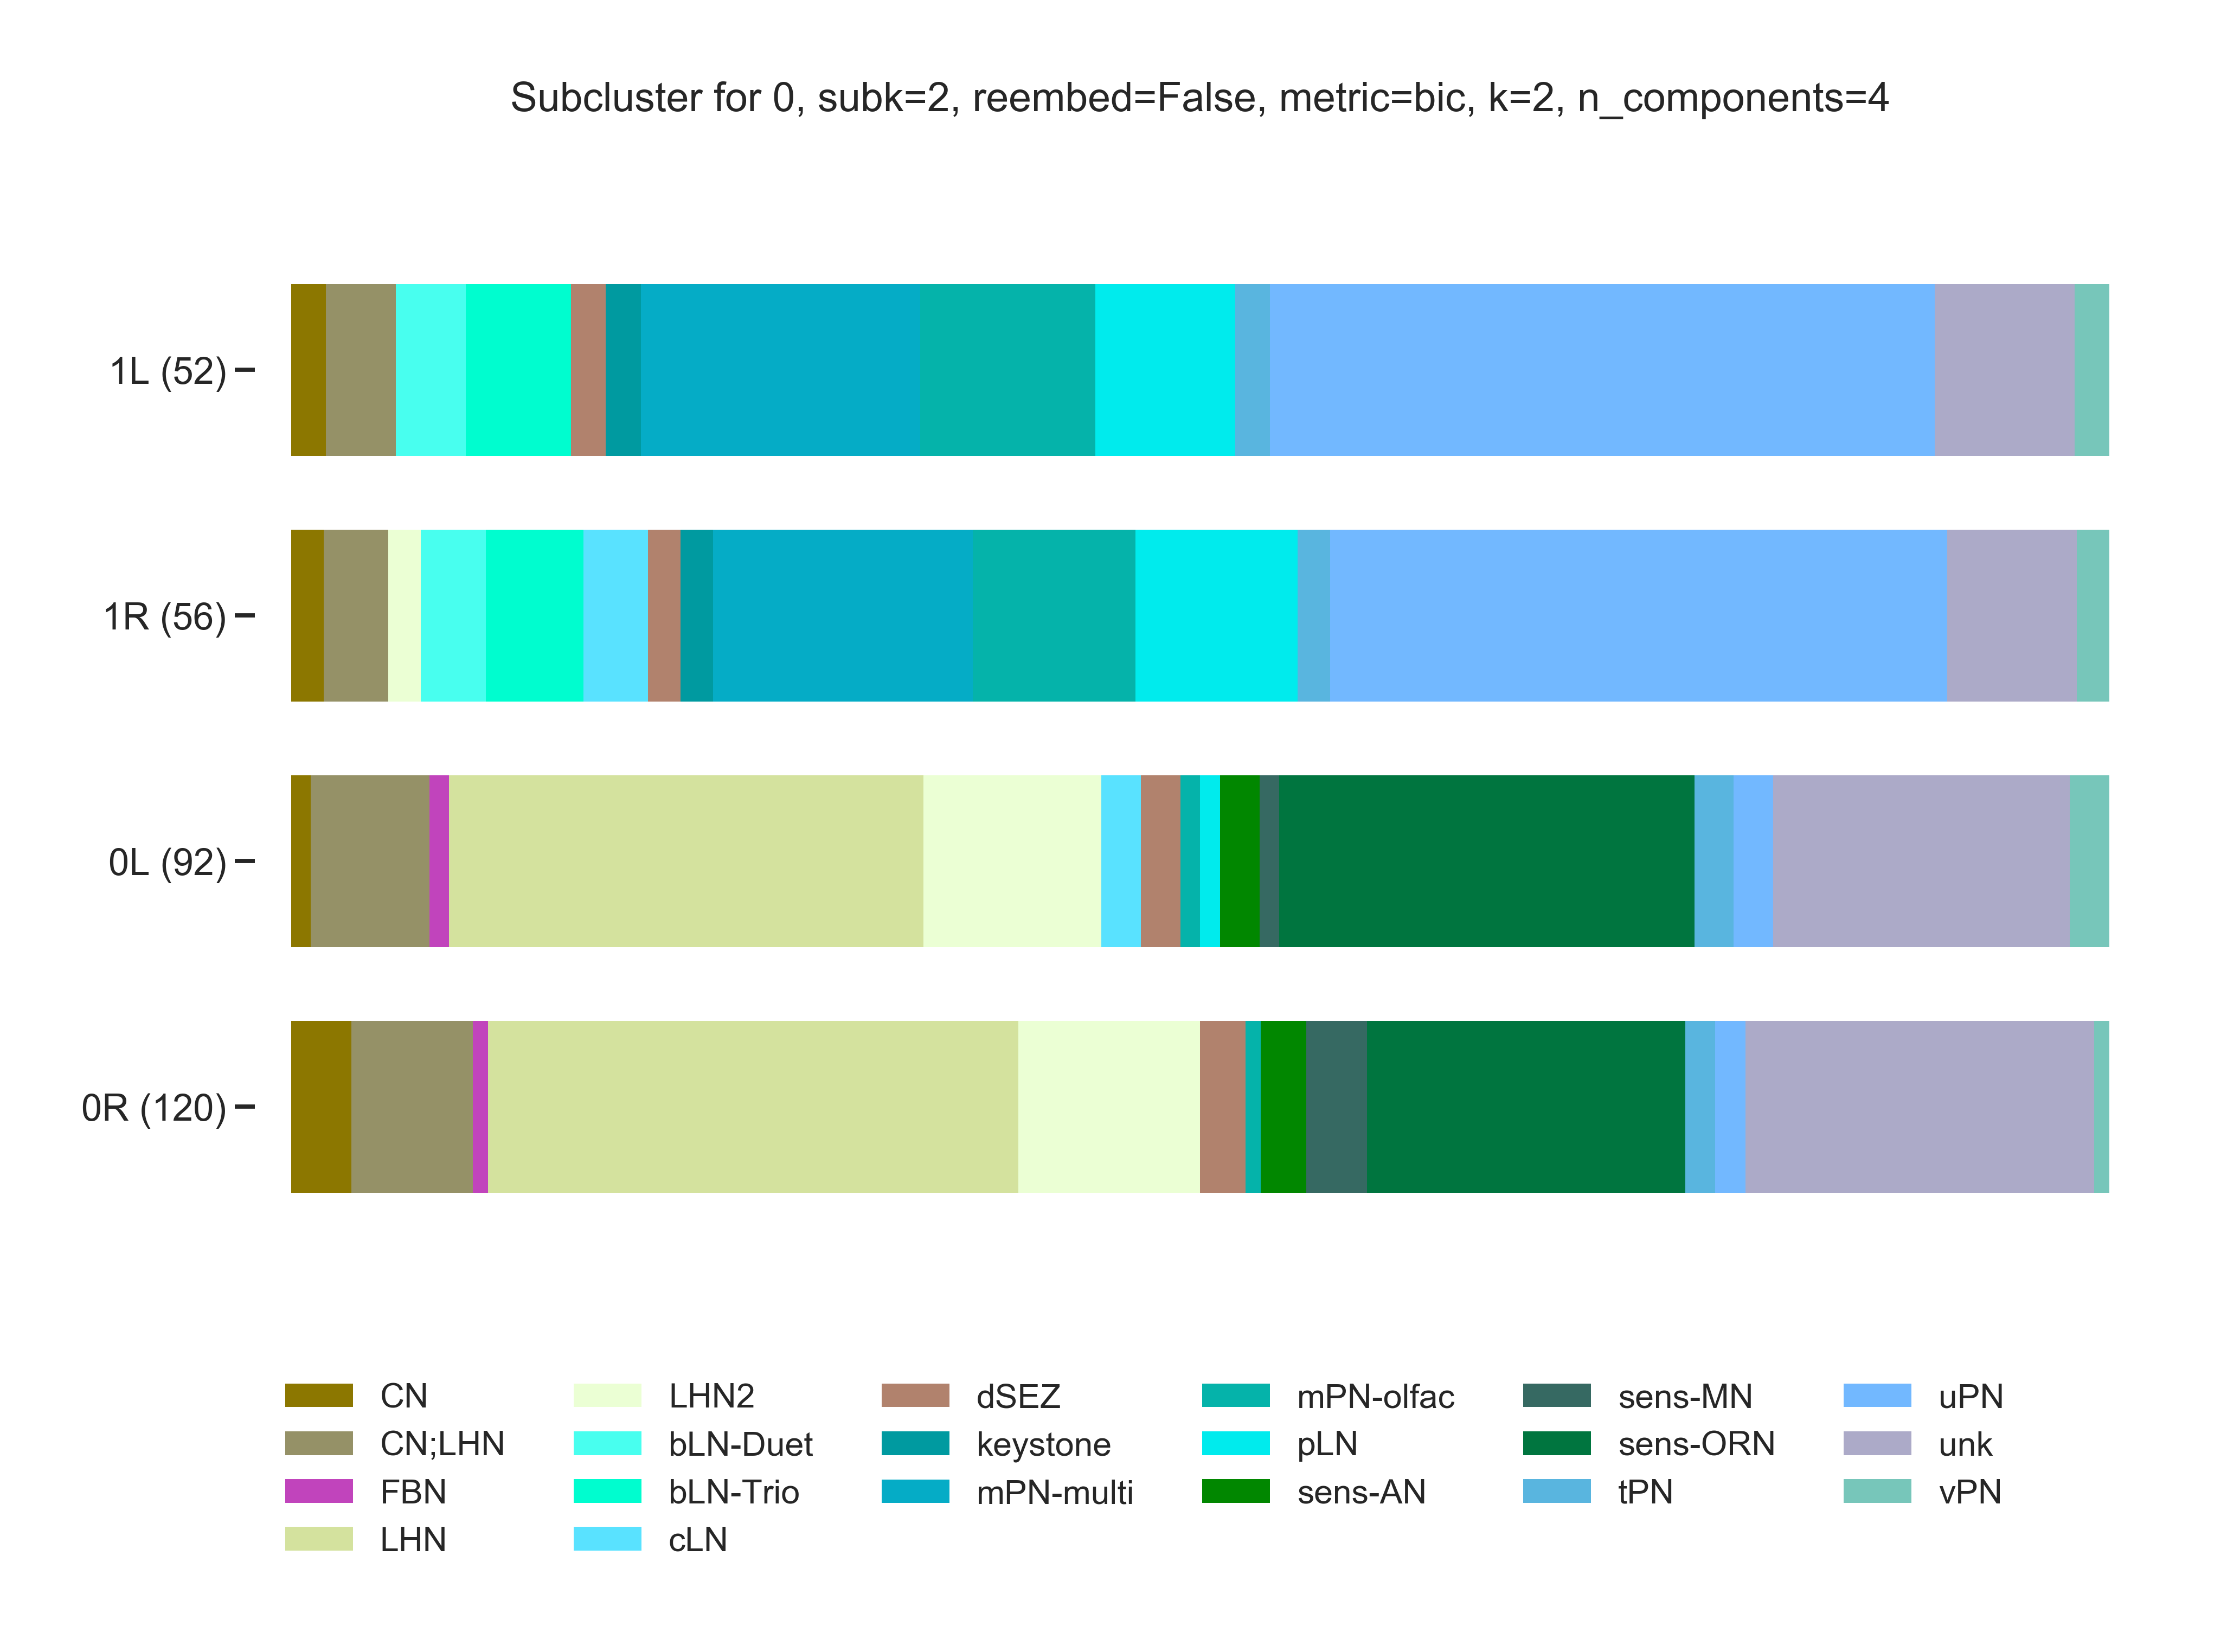 Subcluster for 0, subk=2, reembed=False, metric=bic, k=2, n_components=4
1L (52)
1R (56)
0L (92)
0R (120)
CN LHN2 dSEZ mPN-olfac sens-MN uPN
CN;LHN bLN-Duet keystone pLN sens-ORN unk
FBN bLN-Trio mPN-multi sens-AN tPN vPN
LHN cLN